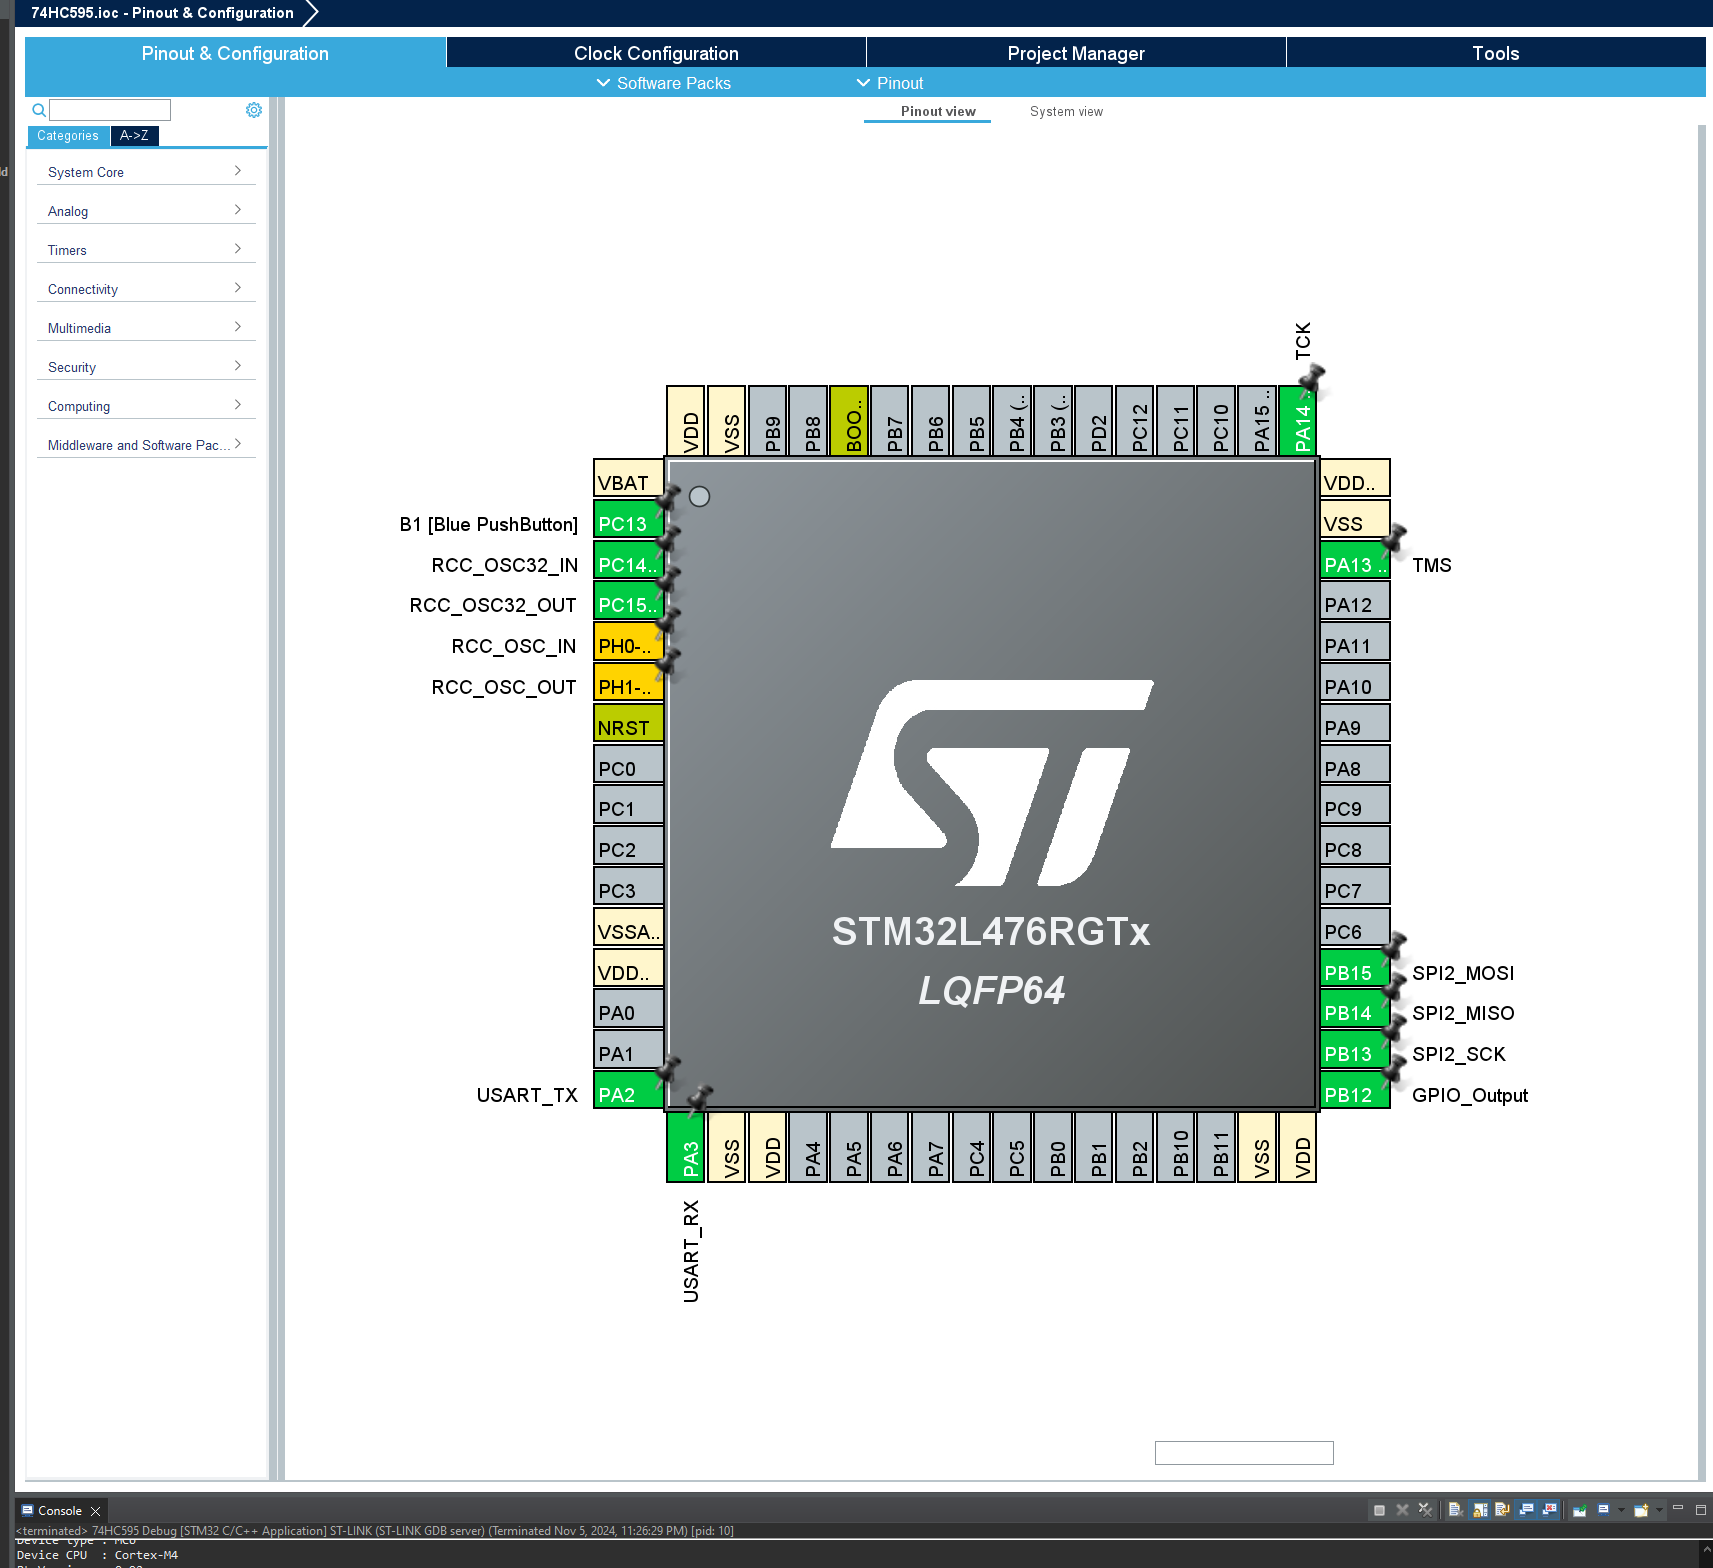 74HC595.ioc - Pinout & Configuration
Pinout & Configuration
Clock Configuration
Project Manager
Tools
Software Packs
Pinout
Pinout view
System view
Categories
A->Z
System Core
Analog
Timers
Connectivity
Multimedia
Security
Computing
Middleware and Software Pac...
TCK
VDD
VSS
PB9
PB8
BOO..
PB7
PB6
PB5
PB4 (..
PB3 (..
PD2
PC12
PC11
PC10
PA15 ..
PA14 ..
VBAT
B1 [Blue PushButton] PC13
RCC_OSC32_IN PC14..
RCC_OSC32_OUT PC15..
RCC_OSC_IN PH0-..
RCC_OSC_OUT PH1-..
NRST
PC0
PC1
PC2
PC3
VSSA..
VDD..
PA0
PA1
USART_TX PA2
STM32L476RGTx
LQFP64
VDD..
VSS
PA13 .. TMS
PA12
PA11
PA10
PA9
PA8
PC9
PC8
PC7
PC6
PB15 SPI2_MOSI
PB14 SPI2_MISO
PB13 SPI2_SCK
PB12 GPIO_Output
PA3
VSS
VDD
PA4
PA5
PA6
PA7
PC4
PC5
PB0
PB1
PB2
PB10
PB11
VSS
VDD
USART_RX
Console
<terminated> 74HC595 Debug [STM32 C/C++ Application] ST-LINK (ST-LINK GDB server) (Terminated Nov 5, 2024, 11:26:29 PM) [pid: 10]
Device type : MCU
Device CPU : Cortex-M4